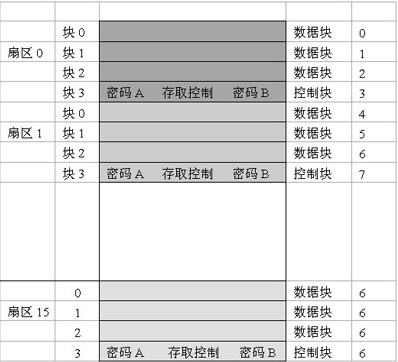 块 0 数据块 0
扇区 0 块 1 数据块 1
块 2 数据块 2
块 3 密码 A 存取控制 密码 B 控制块 3
块 0 数据块 4
扇区 1 块 1 数据块 5
块 2 数据块 6
块 3 密码 A 存取控制 密码 B 控制块 7
0 数据块 6
扇区 15 1 数据块 6
2 数据块 6
3 密码 A 存取控制 密码 B 控制块 6